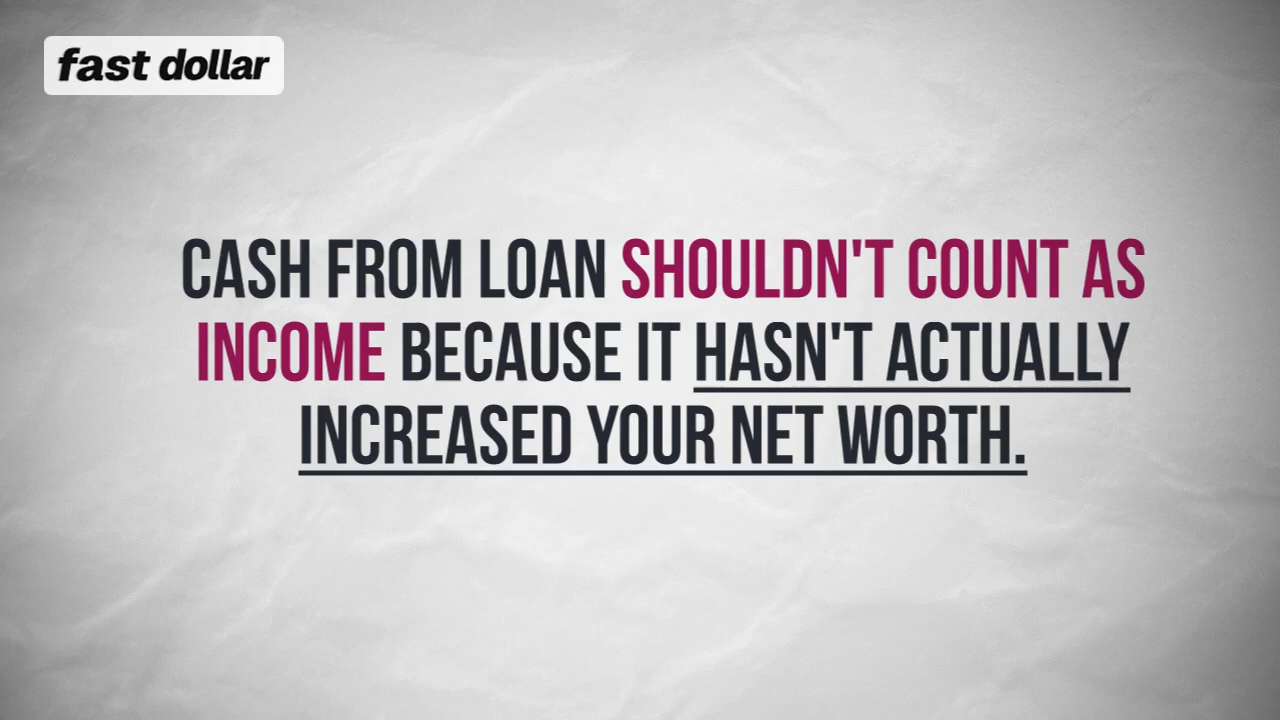 fast dollar
CASH FROM LOAN SHOULDN'T COUNT AS
INCOME BECAUSE IT HASN'T ACTUALLY
INCREASED YOUR NET WORTH.